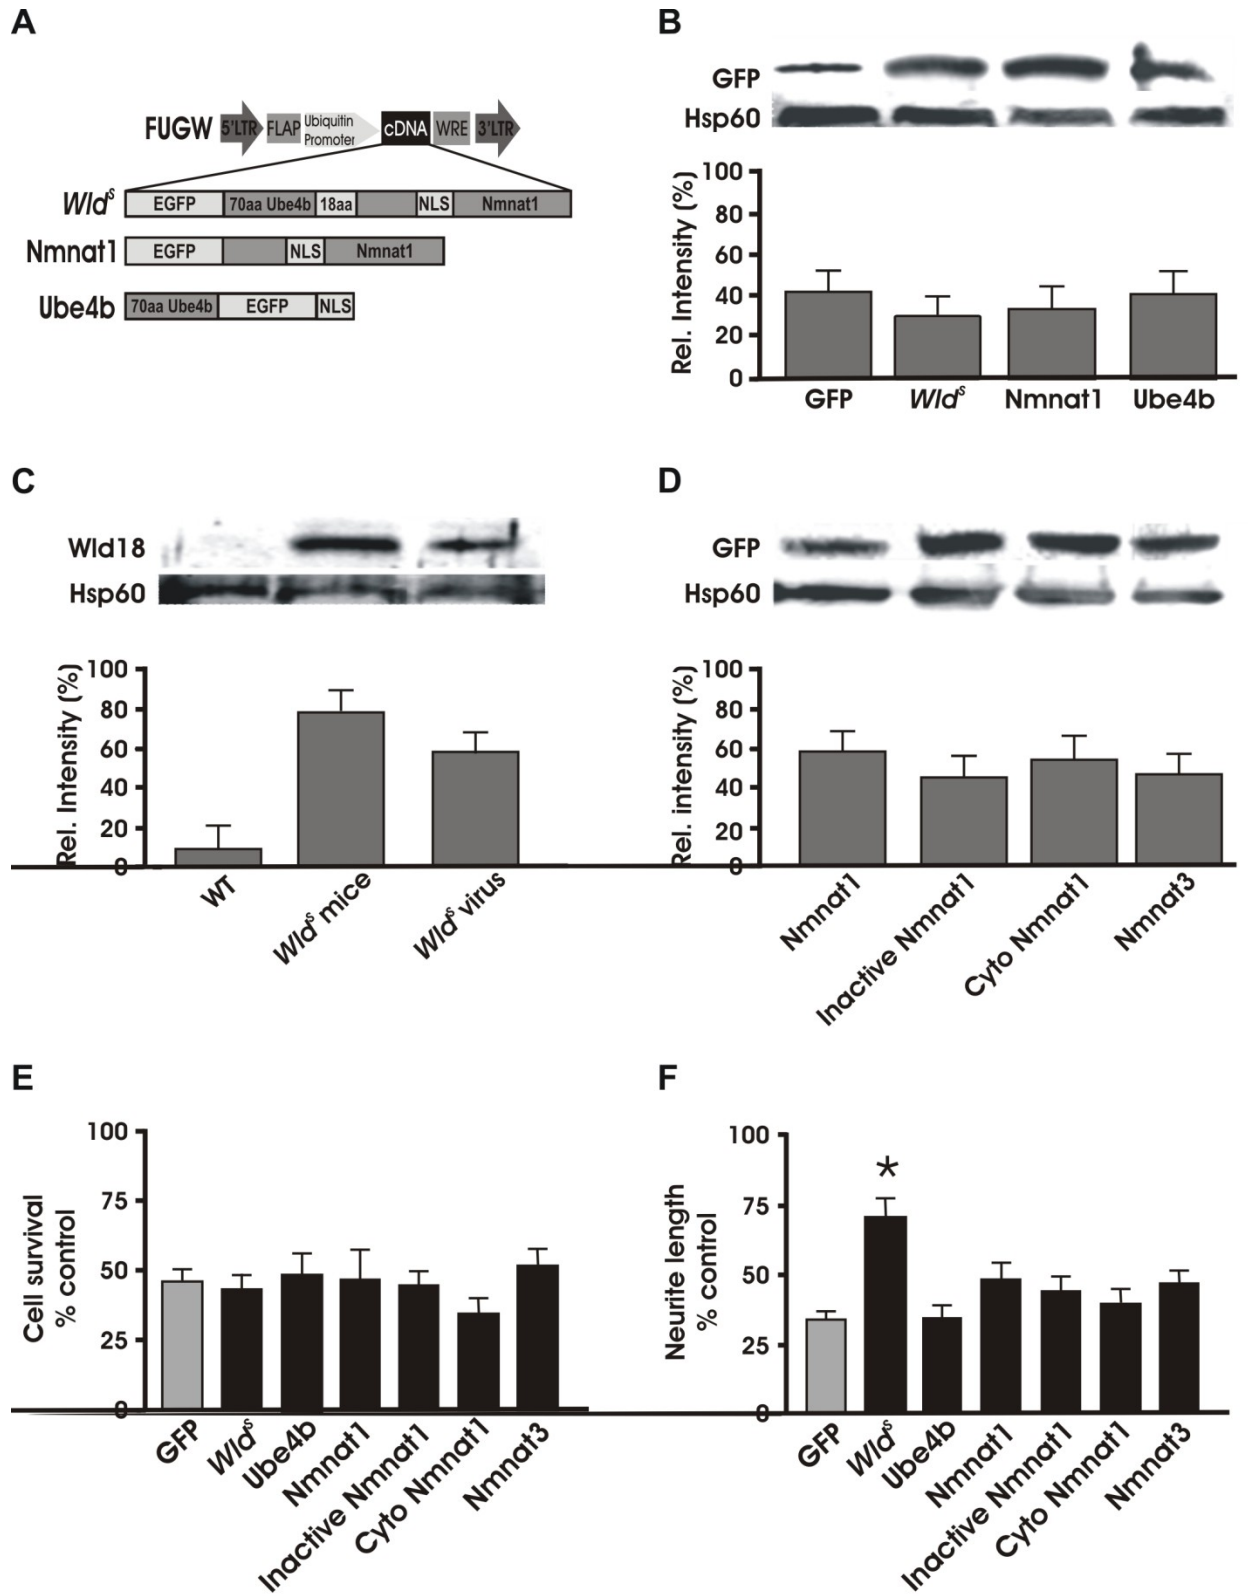 A
FUGW 5'LTR FLAP Ubiquitin Promoter cDNA WRE 3'LTR
Wldˢ EGFP 70aa Ube4b 18aa NLS Nmnat1
Nmnat1 EGFP NLS Nmnat1
Ube4b 70aa Ube4b EGFP NLS
B
GFP
Hsp60
Rel. Intensity (%)
100
80
60
40
20
0
GFP Wldˢ Nmnat1 Ube4b
C
Wld18
Hsp60
Rel. Intensity (%)
100
80
60
40
20
0
WT Wldˢ mice Wldˢ virus
D
GFP
Hsp60
Rel. intensity (%)
100
80
60
40
20
0
Nmnat1 Inactive Nmnat1 Cyto Nmnat1 Nmnat3
E
Cell survival
% control
100
75
50
25
0
GFP Wldˢ Ube4b Nmnat1 Inactive Nmnat1 Cyto Nmnat1 Nmnat3
F
Neurite length
% control
100
75
50
25
0
*
GFP Wldˢ Ube4b Nmnat1 Inactive Nmnat1 Cyto Nmnat1 Nmnat3